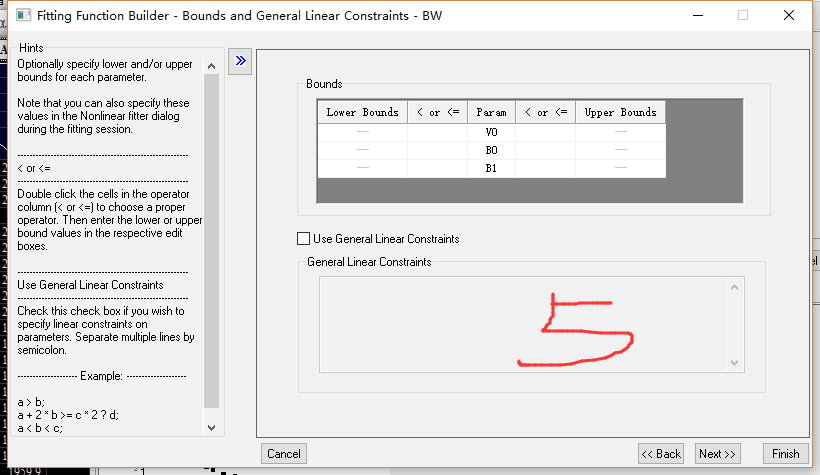 Fitting Function Builder - Bounds and General Linear Constraints - BW
Hints
Optionally specify lower and/or upper
bounds for each parameter.
Note that you can also specify these
values in the Nonlinear fitter dialog
during the fitting session.
---------------------------------------------------------
< or <=
---------------------------------------------------------
Double click the cells in the operator
column (< or <=) to choose a proper
operator. Then enter the lower or upper
bound values in the respective edit
boxes.
---------------------------------------------------------
Use General Linear Constraints
---------------------------------------------------------
Check this check box if you wish to
specify linear constraints on
parameters. Separate multiple lines by
semicolon.
-------------------- Example: --------------------
a > b;
a + 2 * b >= c * 2 ? d;
a < b < c;
Bounds
Lower Bounds < or <= Param < or <= Upper Bounds
— V0 —
— B0 —
— B1 —
Use General Linear Constraints
General Linear Constraints
5
Cancel << Back Next >> Finish
1959.9